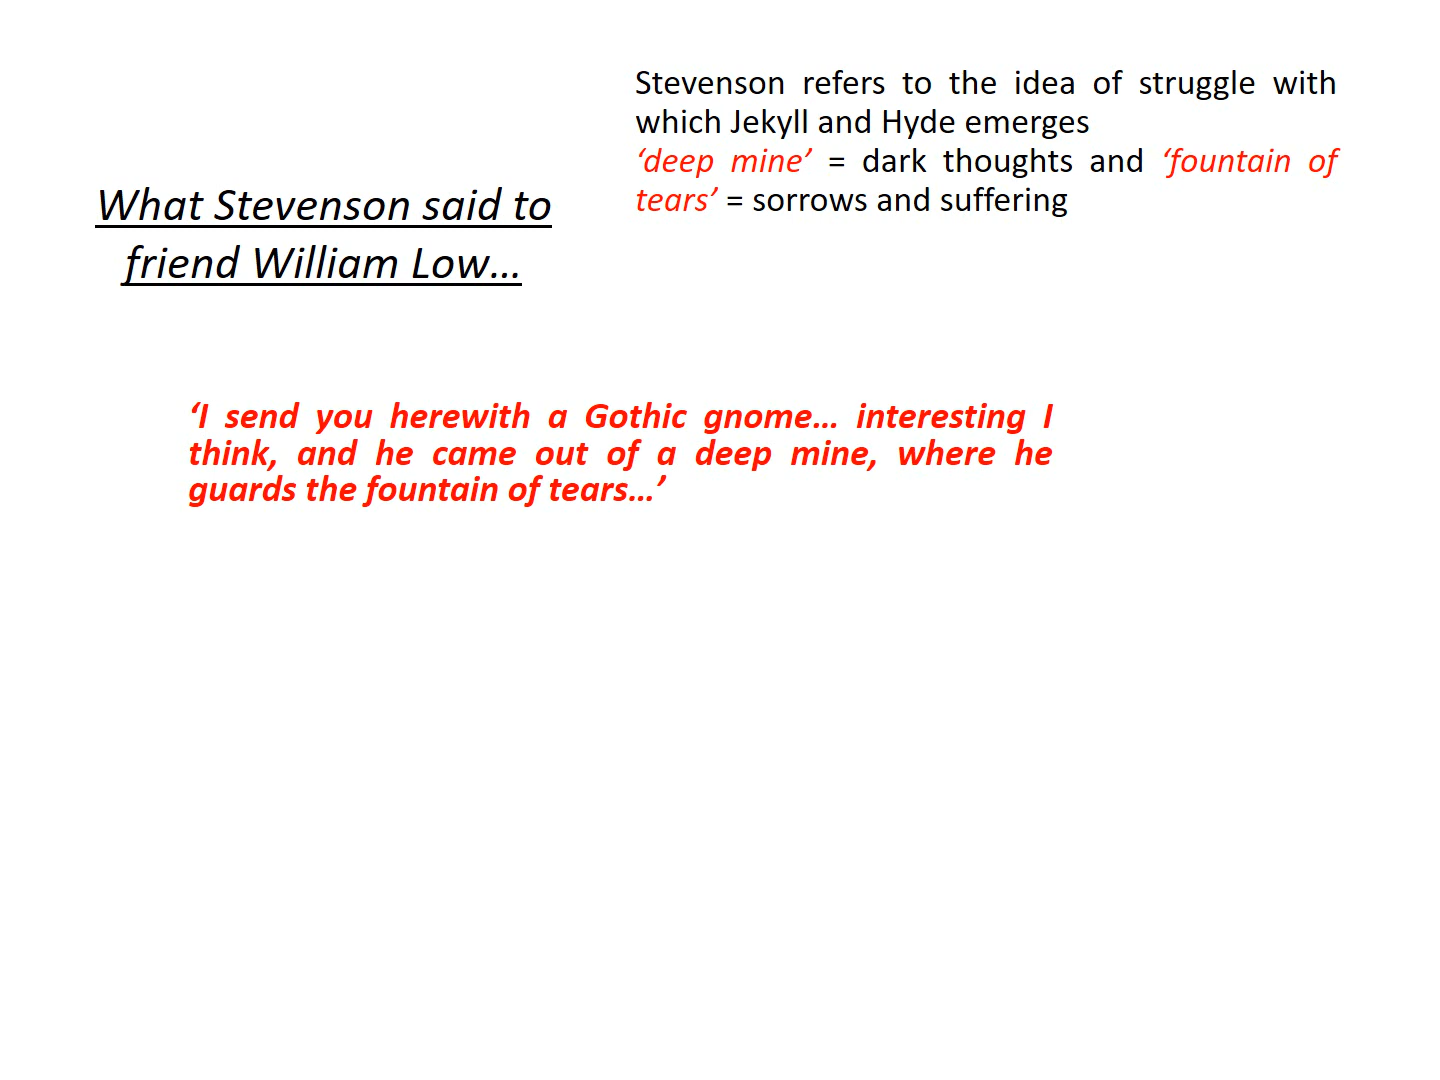 What Stevenson said to
friend William Low…
Stevenson refers to the idea of struggle with
which Jekyll and Hyde emerges
‘deep mine’ = dark thoughts and ‘fountain of
tears’ = sorrows and suffering
‘I send you herewith a Gothic gnome… interesting I
think, and he came out of a deep mine, where he
guards the fountain of tears…’